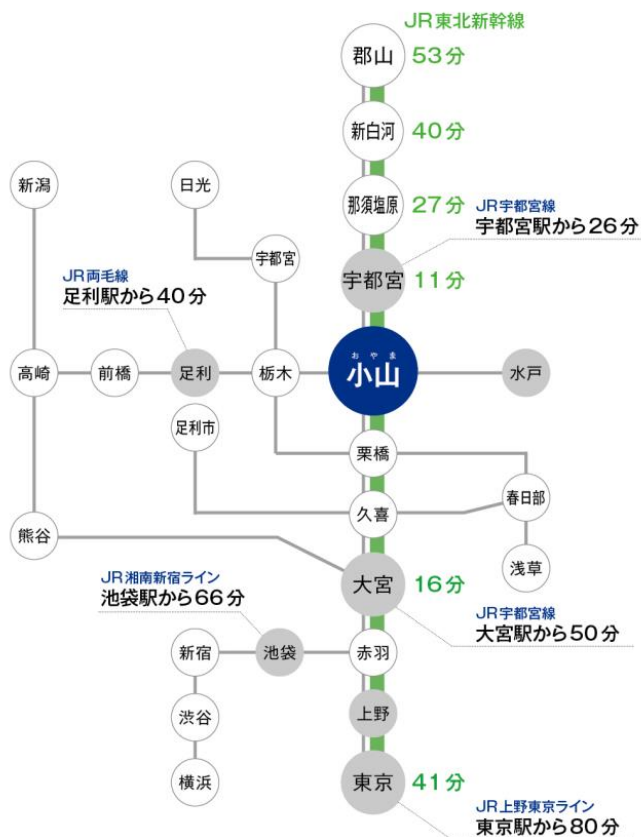 JR東北新幹線
郡山
53分
新白河
40分
新潟
日光
那須塩原
27分
JR宇都宮線
宇都宮駅から26分
宇都宮
宇都宮
11分
JR両毛線
足利駅から40分
おやま
小山
高崎
前橋
足利
栃木
水戸
足利市
栗橋
春日部
久喜
熊谷
浅草
JR湘南新宿ライン
池袋駅から66分
大宮
16分
JR宇都宮線
大宮駅から50分
新宿
池袋
赤羽
渋谷
上野
横浜
東京
41分
JR上野東京ライン
東京駅から80分